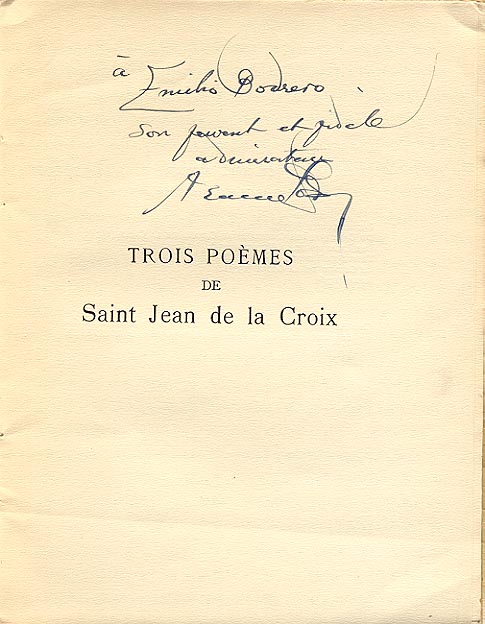 à Emilio Bodrero
son fervent et fidèle
admirateur
TROIS POÈMES
DE
Saint Jean de la Croix